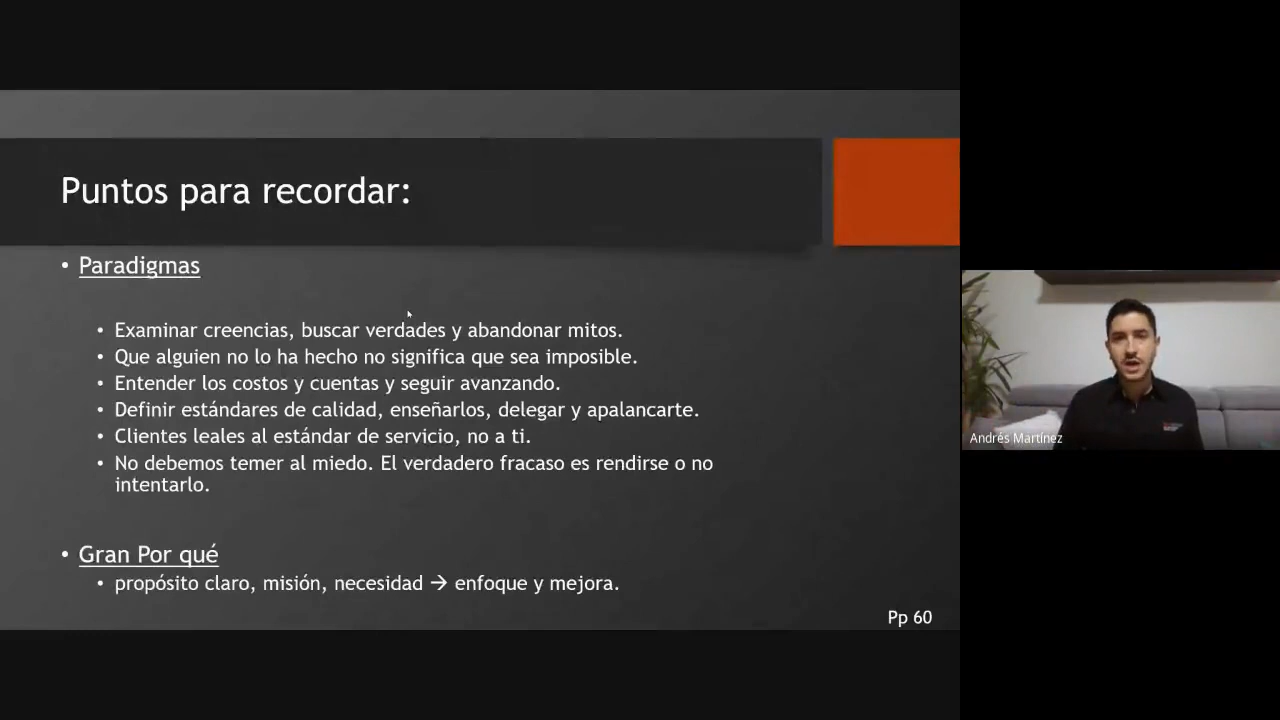 Puntos para recordar:
• Paradigmas
• Examinar creencias, buscar verdades y abandonar mitos.
• Que alguien no lo ha hecho no significa que sea imposible.
• Entender los costos y cuentas y seguir avanzando.
• Definir estándares de calidad, enseñarlos, delegar y apalancarte.
• Clientes leales al estándar de servicio, no a ti.
• No debemos temer al miedo. El verdadero fracaso es rendirse o no
intentarlo.
• Gran Por qué
• propósito claro, misión, necesidad → enfoque y mejora.
Pp 60
Andrés Martínez